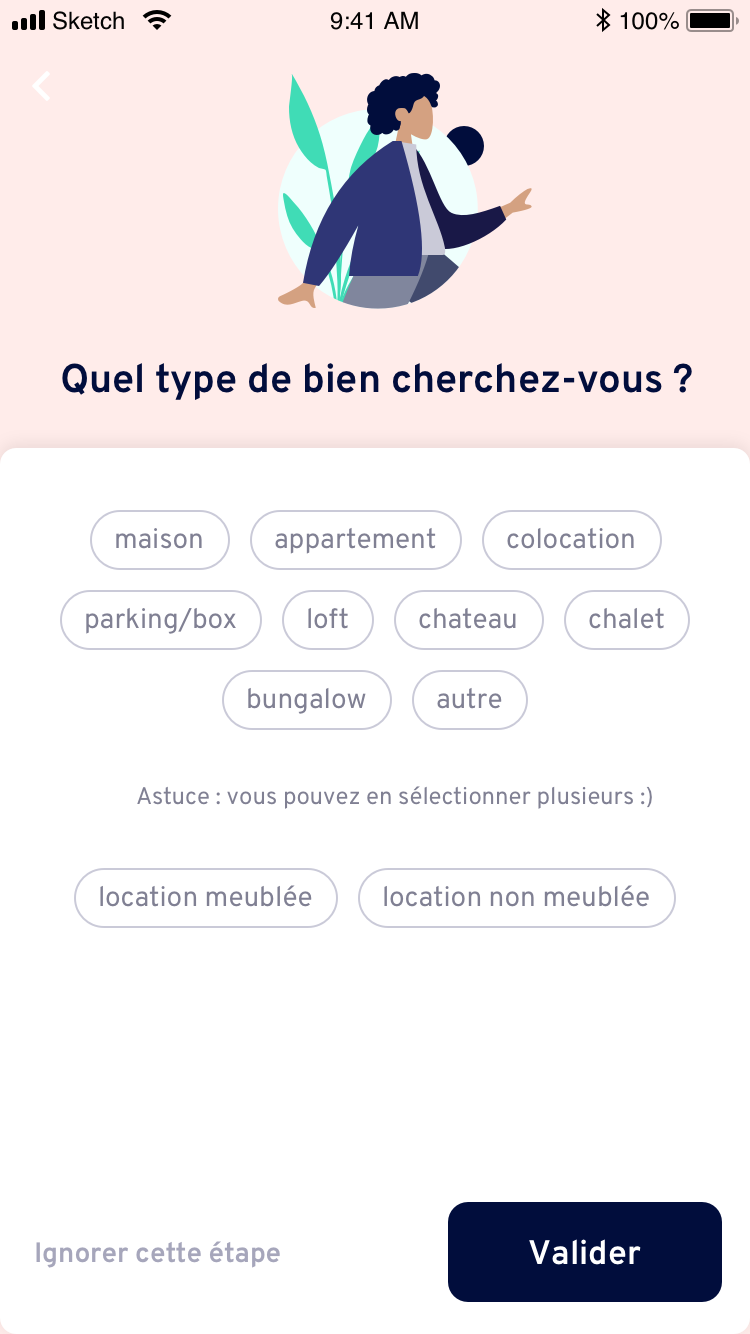 Sketch 9:41 AM 100%
Quel type de bien cherchez-vous ?
maison appartement colocation
parking/box loft chateau chalet
bungalow autre
Astuce : vous pouvez en sélectionner plusieurs :)
location meublée location non meublée
Ignorer cette étape Valider